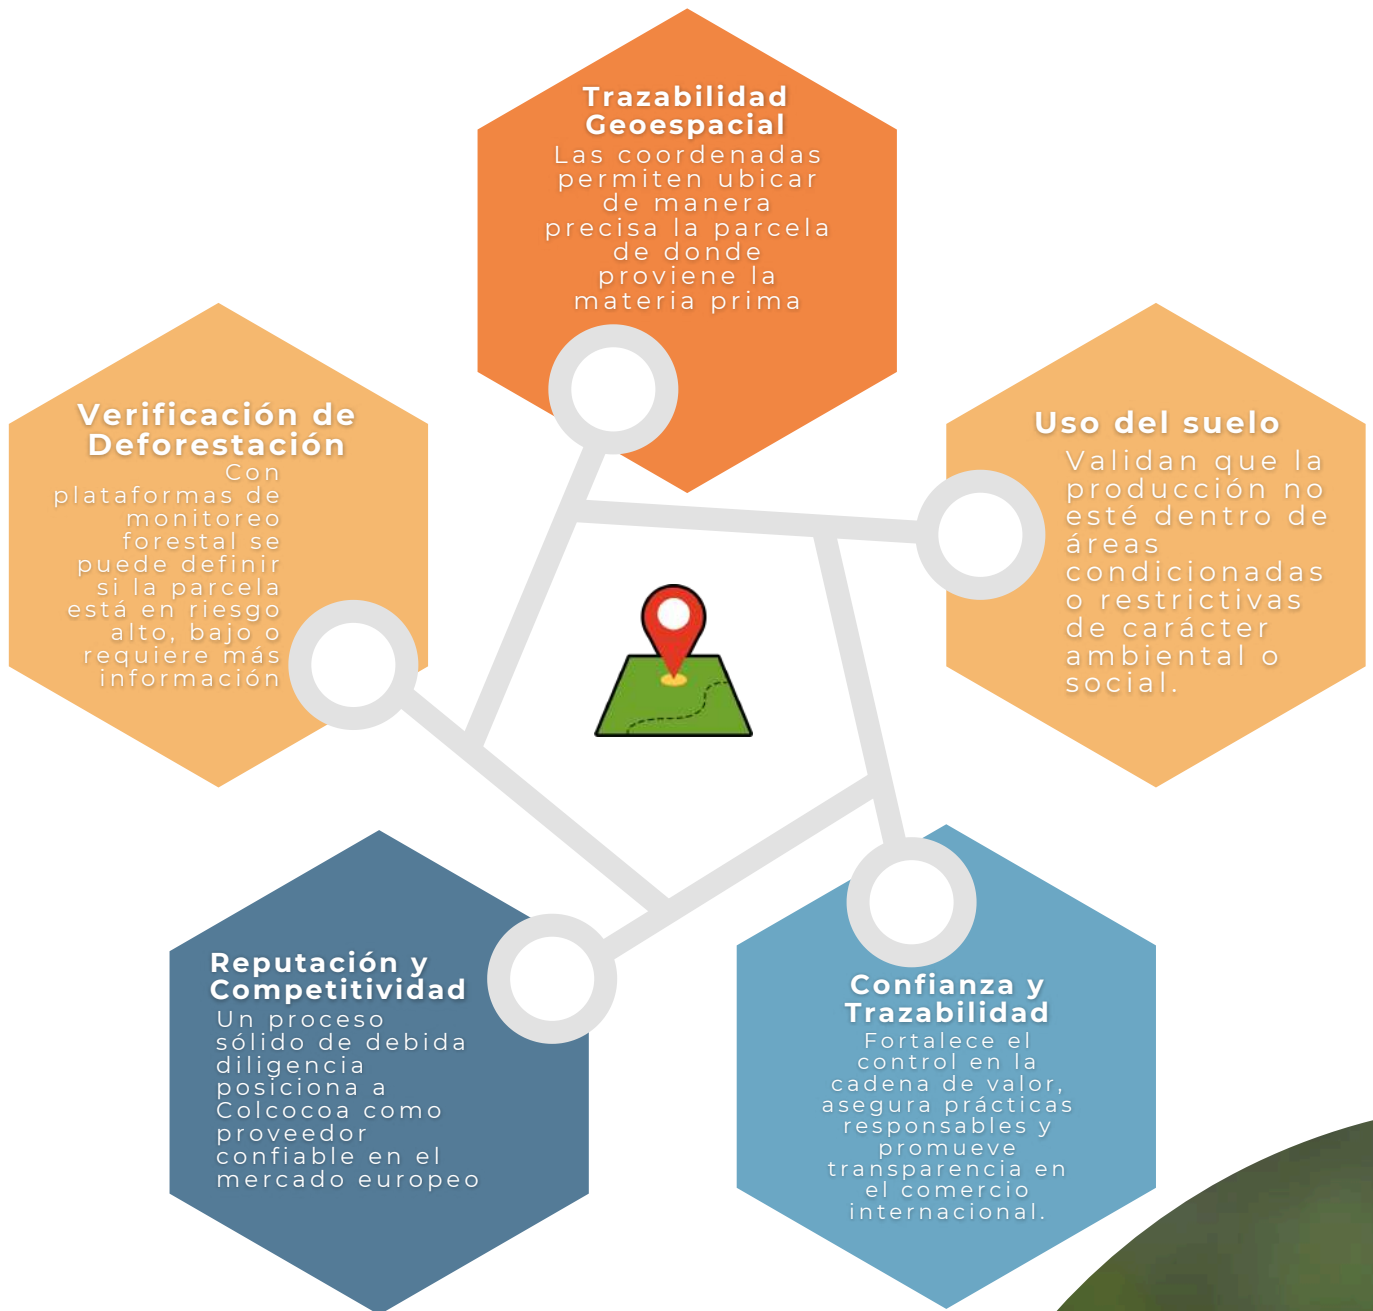 Trazabilidad
Geoespacial
Las coordenadas
permiten ubicar
de manera
precisa la parcela
de donde
proviene la
materia prima
Verificación de
Deforestación
Con
plataformas de
monitoreo
forestal se
puede definir
si la parcela
está en riesgo
alto, bajo o
requiere más
información
Uso del suelo
Validan que la
producción no
esté dentro de
áreas
condicionadas
o restrictivas
de carácter
ambiental o
social.
Reputación y
Competitividad
Un proceso
sólido de debida
diligencia
posiciona a
Colcocoa como
proveedor
confiable en el
mercado europeo
Confianza y
Trazabilidad
Fortalece el
control en la
cadena de valor,
asegura prácticas
responsables y
promueve
transparencia en
el comercio
internacional.